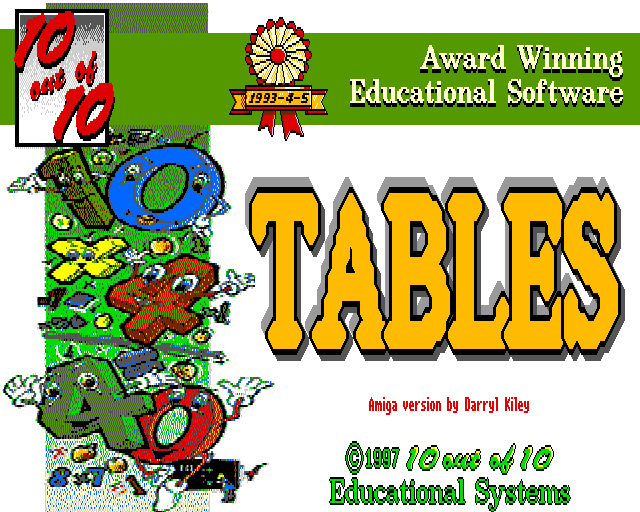 10
out of
10
1993-4-5
Award Winning
Educational Software
TABLES
Amiga version by Darryl Kiley
©1997 10 out of 10
Educational Systems